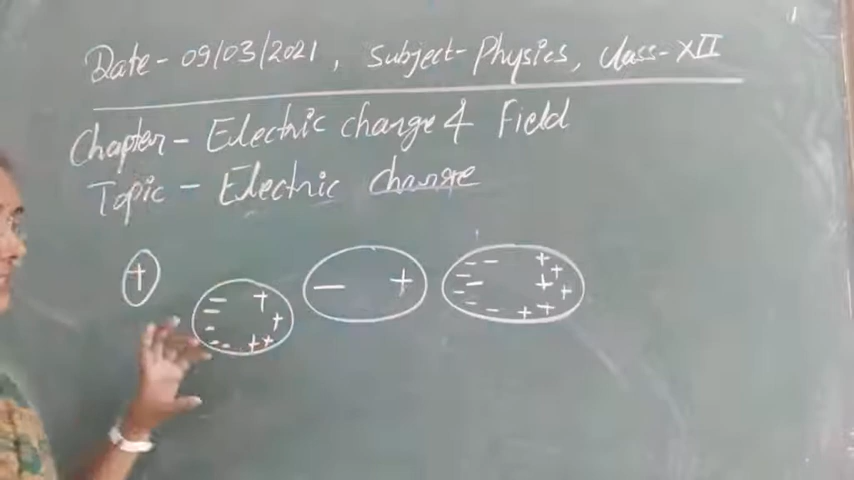 Date - 09/03/2021, Subject - Physics, Class - XII
Chapter - Electric charge & Field
Topic - Electric charge